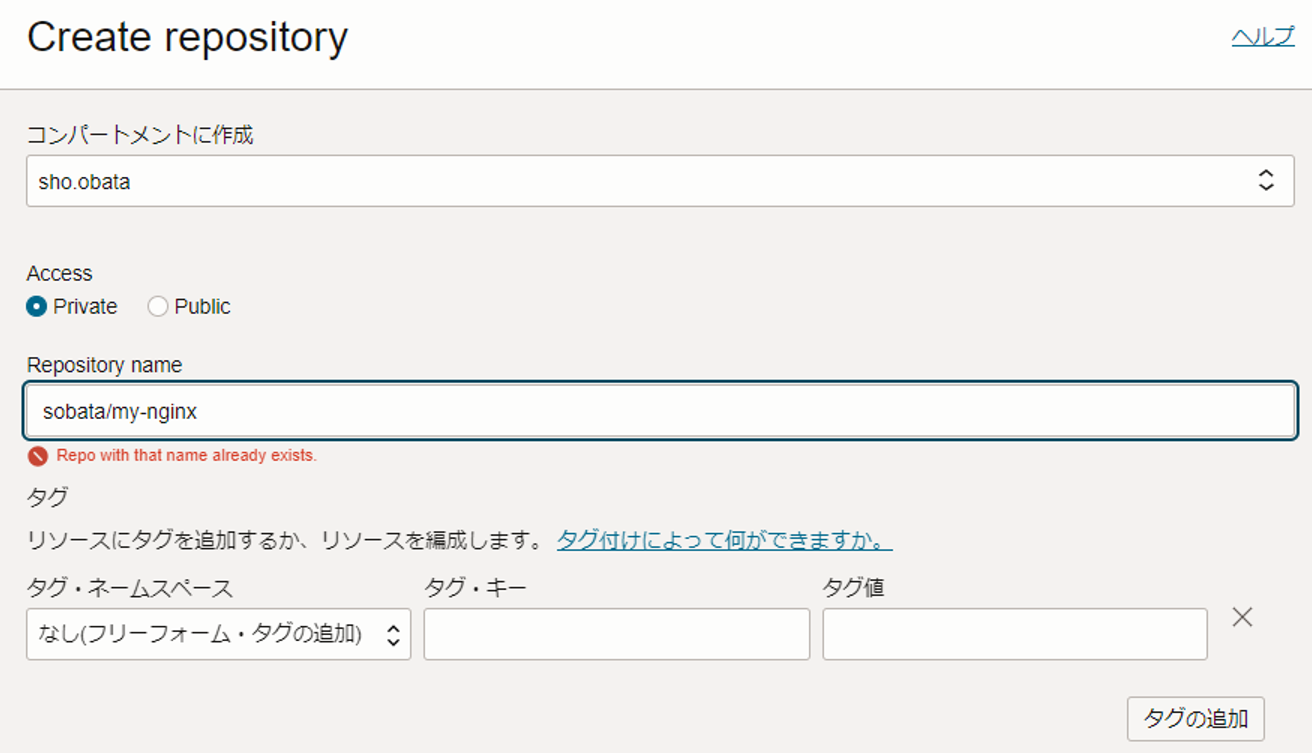 Create repository
ヘルプ
コンパートメントに作成
sho.obata
Access
Private Public
Repository name
sobata/my-nginx
Repo with that name already exists.
タグ
リソースにタグを追加するか、リソースを編成します。 タグ付けによって何ができますか。
タグ・ネームスペース タグ・キー タグ値
なし(フリーフォーム・タグの追加)
タグの追加